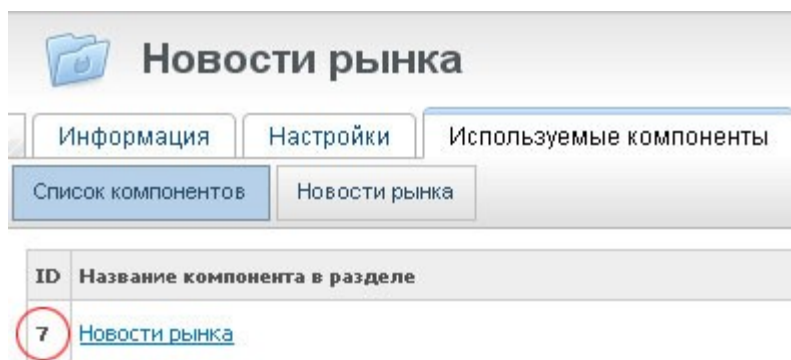 Новости рынка
Информация Настройки Используемые компоненты
Список компонентов Новости рынка
ID Название компонента в разделе
7 Новости рынка